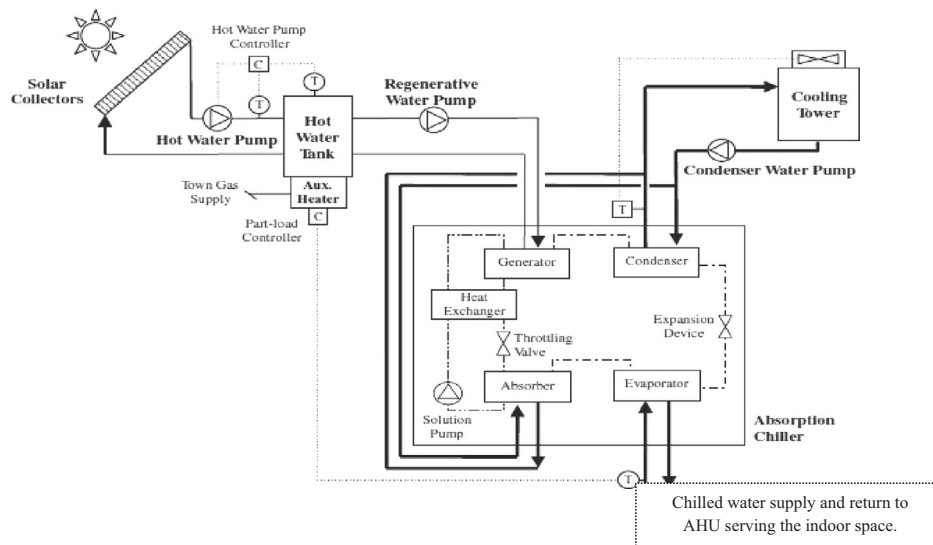 Hot Water Pump
Controller
C
Solar
Collectors
T
T
Regenerative
Water Pump
Cooling
Tower
Hot Water Pump
Hot
Water
Tank
Condenser Water Pump
Town Gas
Supply
Aux.
Heater
Part-load
Controller
C
T
Generator
Condenser
Heat
Exchanger
Throttling
Valve
Expansion
Device
Absorber
Evaporator
Solution
Pump
Absorption
Chiller
T
Chilled water supply and return to
AHU serving the indoor space.